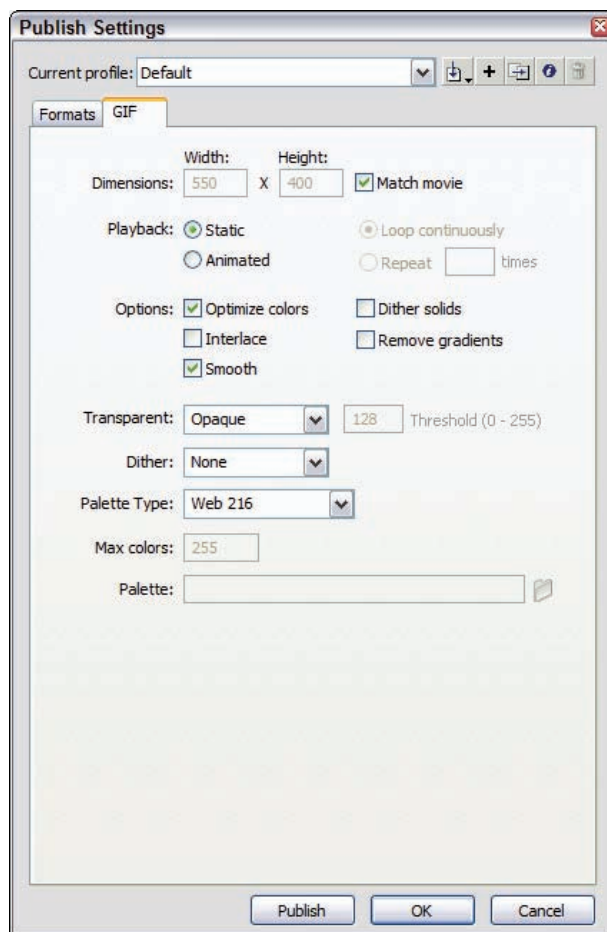 Publish Settings
Current profile: Default
Formats GIF
Width: Height:
Dimensions: 550 X 400 Match movie
Playback: Static Loop continuously
Animated Repeat times
Options: Optimize colors Dither solids
Interlace Remove gradients
Smooth
Transparent: Opaque 128 Threshold (0 - 255)
Dither: None
Palette Type: Web 216
Max colors: 255
Palette:
Publish OK Cancel